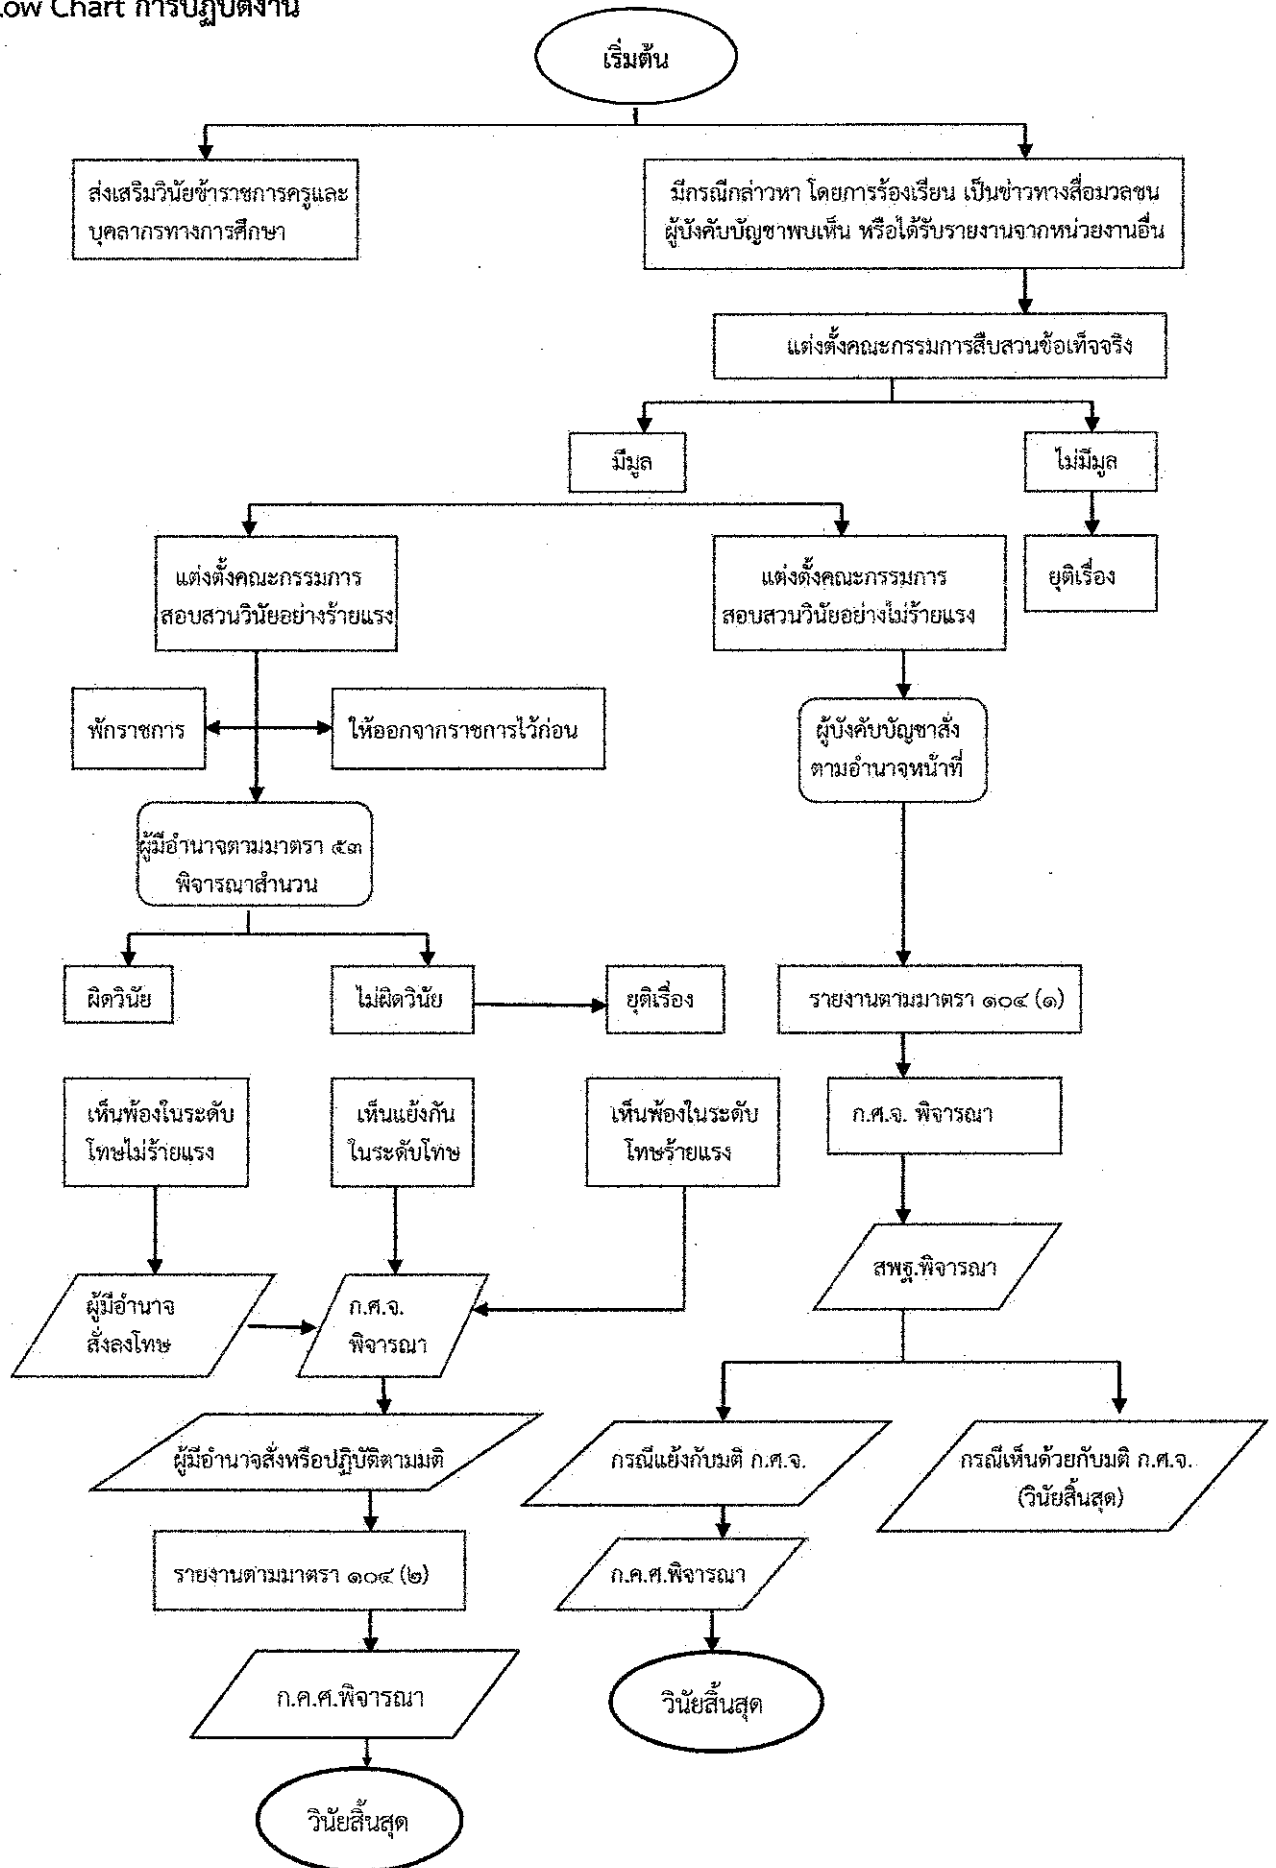 Low Chart การปฏิบัติงาน
เริ่มต้น
ส่งเสริมวินัยข้าราชการครูและ
บุคลากรทางการศึกษา
มีกรณีกล่าวหา โดยการร้องเรียน เป็นข่าวทางสื่อมวลชน
ผู้บังคับบัญชาพบเห็น หรือได้รับรายงานจากหน่วยงานอื่น
แต่งตั้งคณะกรรมการสืบสวนข้อเท็จจริง
มีมูล
ไม่มีมูล
แต่งตั้งคณะกรรมการ
สอบสวนวินัยอย่างร้ายแรง
แต่งตั้งคณะกรรมการ
สอบสวนวินัยอย่างไม่ร้ายแรง
ยุติเรื่อง
พักราชการ
ให้ออกจากราชการไว้ก่อน
ผู้บังคับบัญชาสั่ง
ตามอำนาจหน้าที่
ผู้มีอำนาจตามมาตรา ๕๓
พิจารณาสำนวน
ผิดวินัย
ไม่ผิดวินัย
ยุติเรื่อง
รายงานตามมาตรา ๑๐๔ (๑)
เห็นพ้องในระดับ
โทษไม่ร้ายแรง
เห็นแย้งกัน
ในระดับโทษ
เห็นพ้องในระดับ
โทษร้ายแรง
ก.ศ.จ. พิจารณา
สพฐ.พิจารณา
ผู้มีอำนาจ
สั่งลงโทษ
ก.ศ.จ.
พิจารณา
ผู้มีอำนาจสั่งหรือปฏิบัติตามมติ
กรณีแย้งกับมติ ก.ศ.จ.
กรณีเห็นด้วยกับมติ ก.ศ.จ.
(วินัยสิ้นสุด)
รายงานตามมาตรา ๑๐๔ (๒)
ก.ค.ศ.พิจารณา
ก.ค.ศ.พิจารณา
วินัยสิ้นสุด
วินัยสิ้นสุด